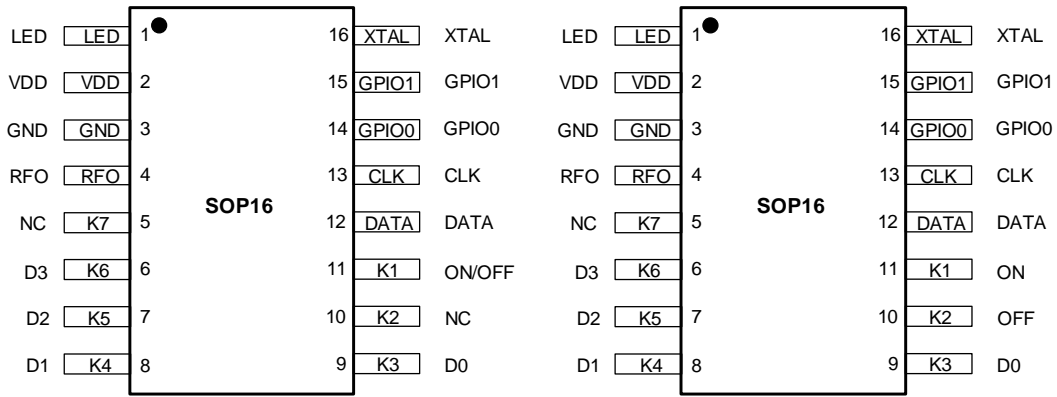 LED LED 1 16 XTAL XTAL LED LED 1 16 XTAL XTAL
VDD VDD 2 15 GPIO1 GPIO1 VDD VDD 2 15 GPIO1 GPIO1
GND GND 3 14 GPIO0 GPIO0 GND GND 3 14 GPIO0 GPIO0
RFO RFO 4 13 CLK CLK RFO RFO 4 13 CLK CLK
SOP16 SOP16
NC K7 5 12 DATA DATA NC K7 5 12 DATA DATA
D3 K6 6 11 K1 ON/OFF D3 K6 6 11 K1 ON
D2 K5 7 10 K2 NC D2 K5 7 10 K2 OFF
D1 K4 8 9 K3 D0 D1 K4 8 9 K3 D0